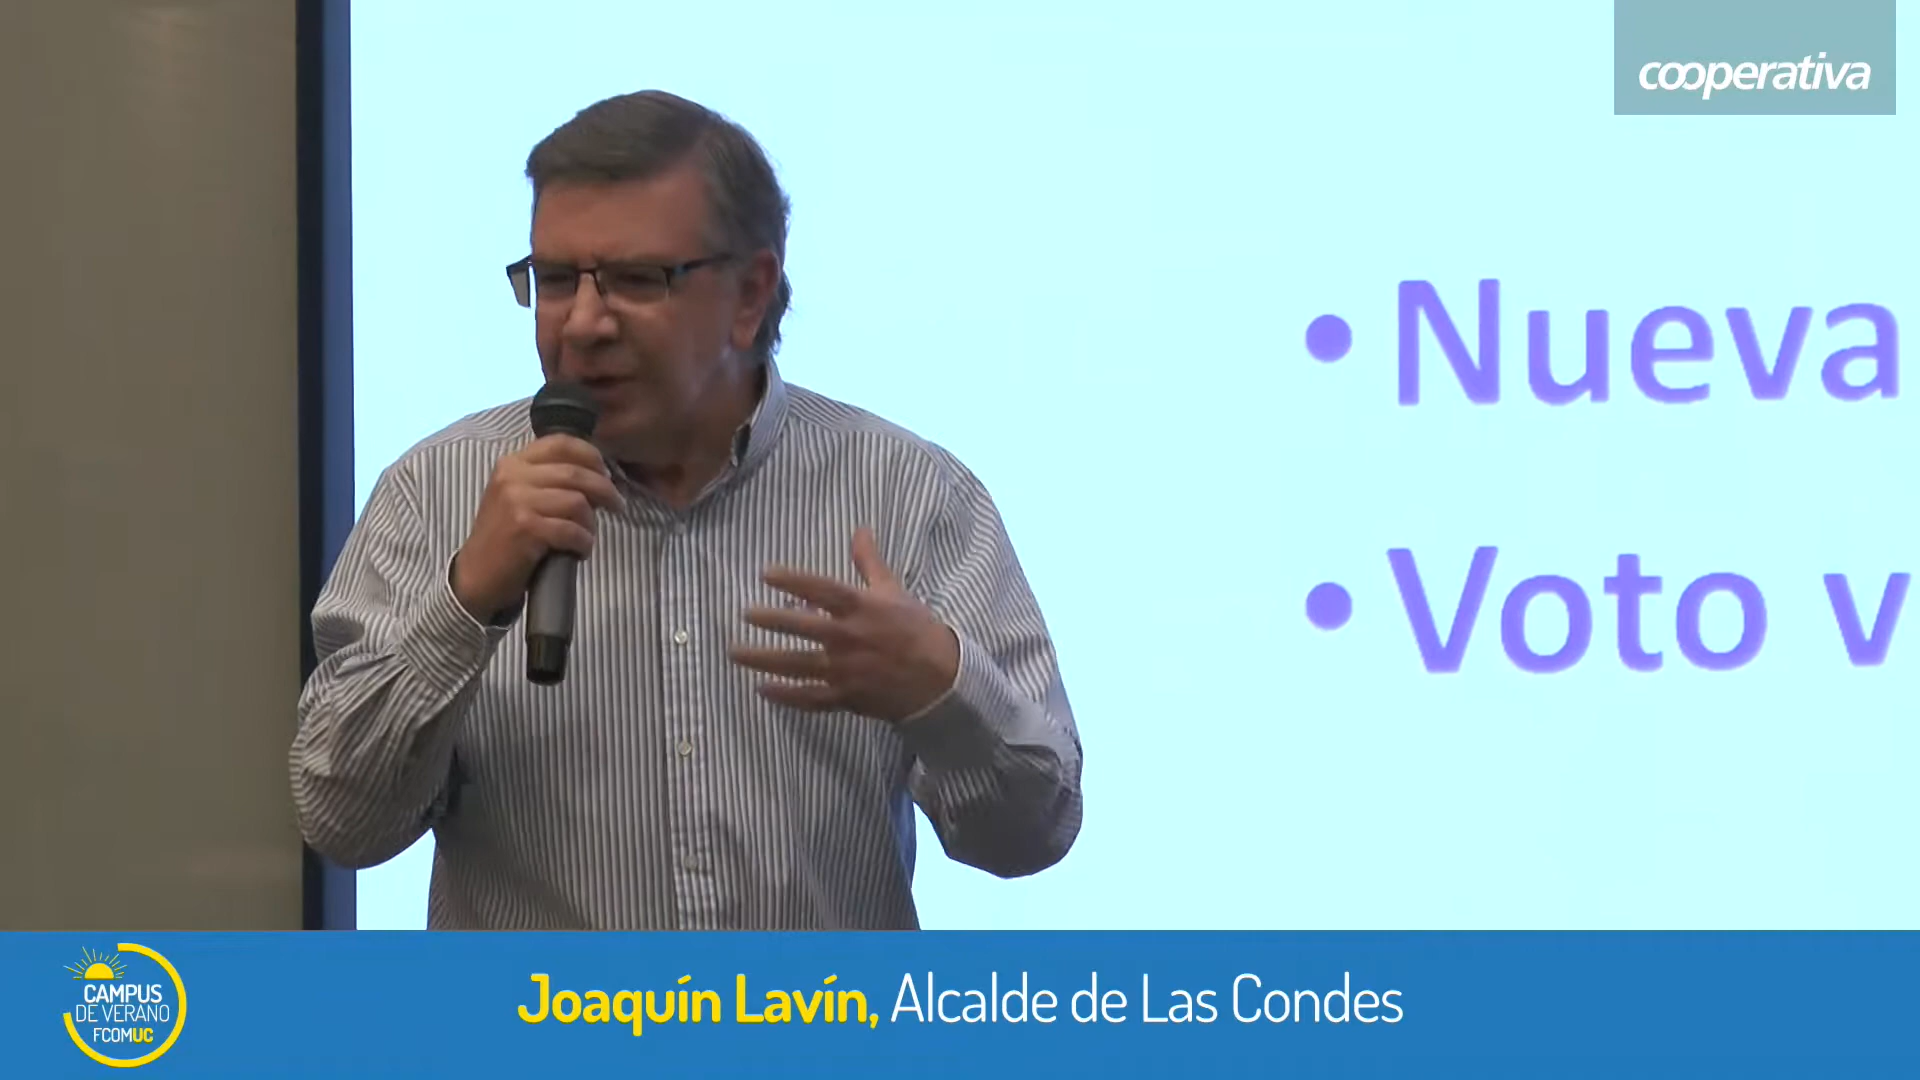 cooperativa
• Nueva
• Voto v
Joaquín Lavín, Alcalde de Las Condes
CAMPUS
DE VERANO
FCOMUC